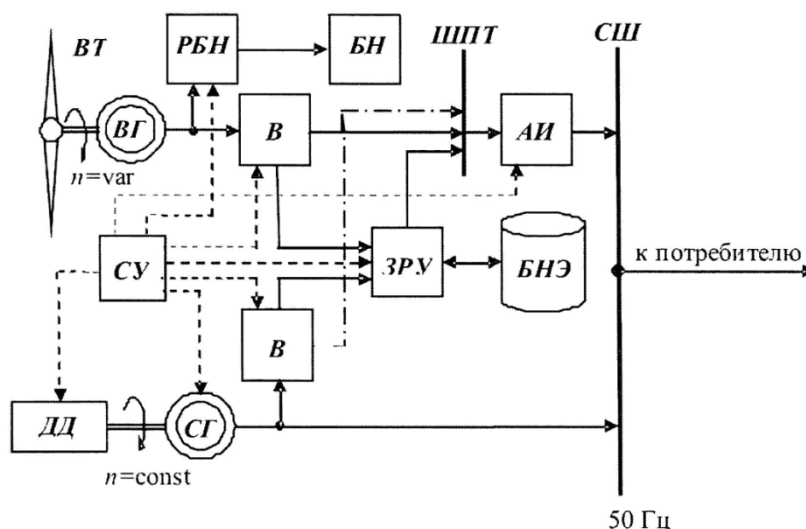 ВТ
РБН
БН
ШПТ
СШ
ВГ
В
АИ
n=var
СУ
ЗРУ
БНЭ
к потребителю
В
ДД
СГ
n=const
50 Гц